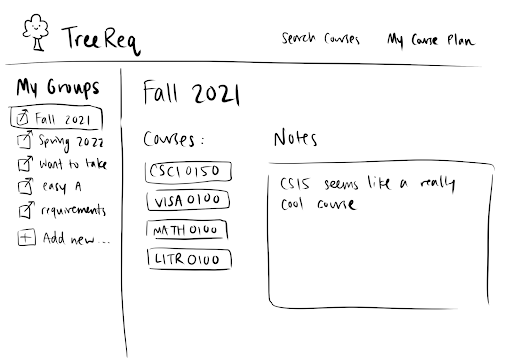 TreeReq
Search Courses
My Course Plan
My Groups
Fall 2021
Spring 2022
want to take
easy A
requirements
Add new...
Fall 2021
Courses:
CSCI0150
VISA0100
MATH0100
LITR0100
Notes
CS15 seems like a really
cool course